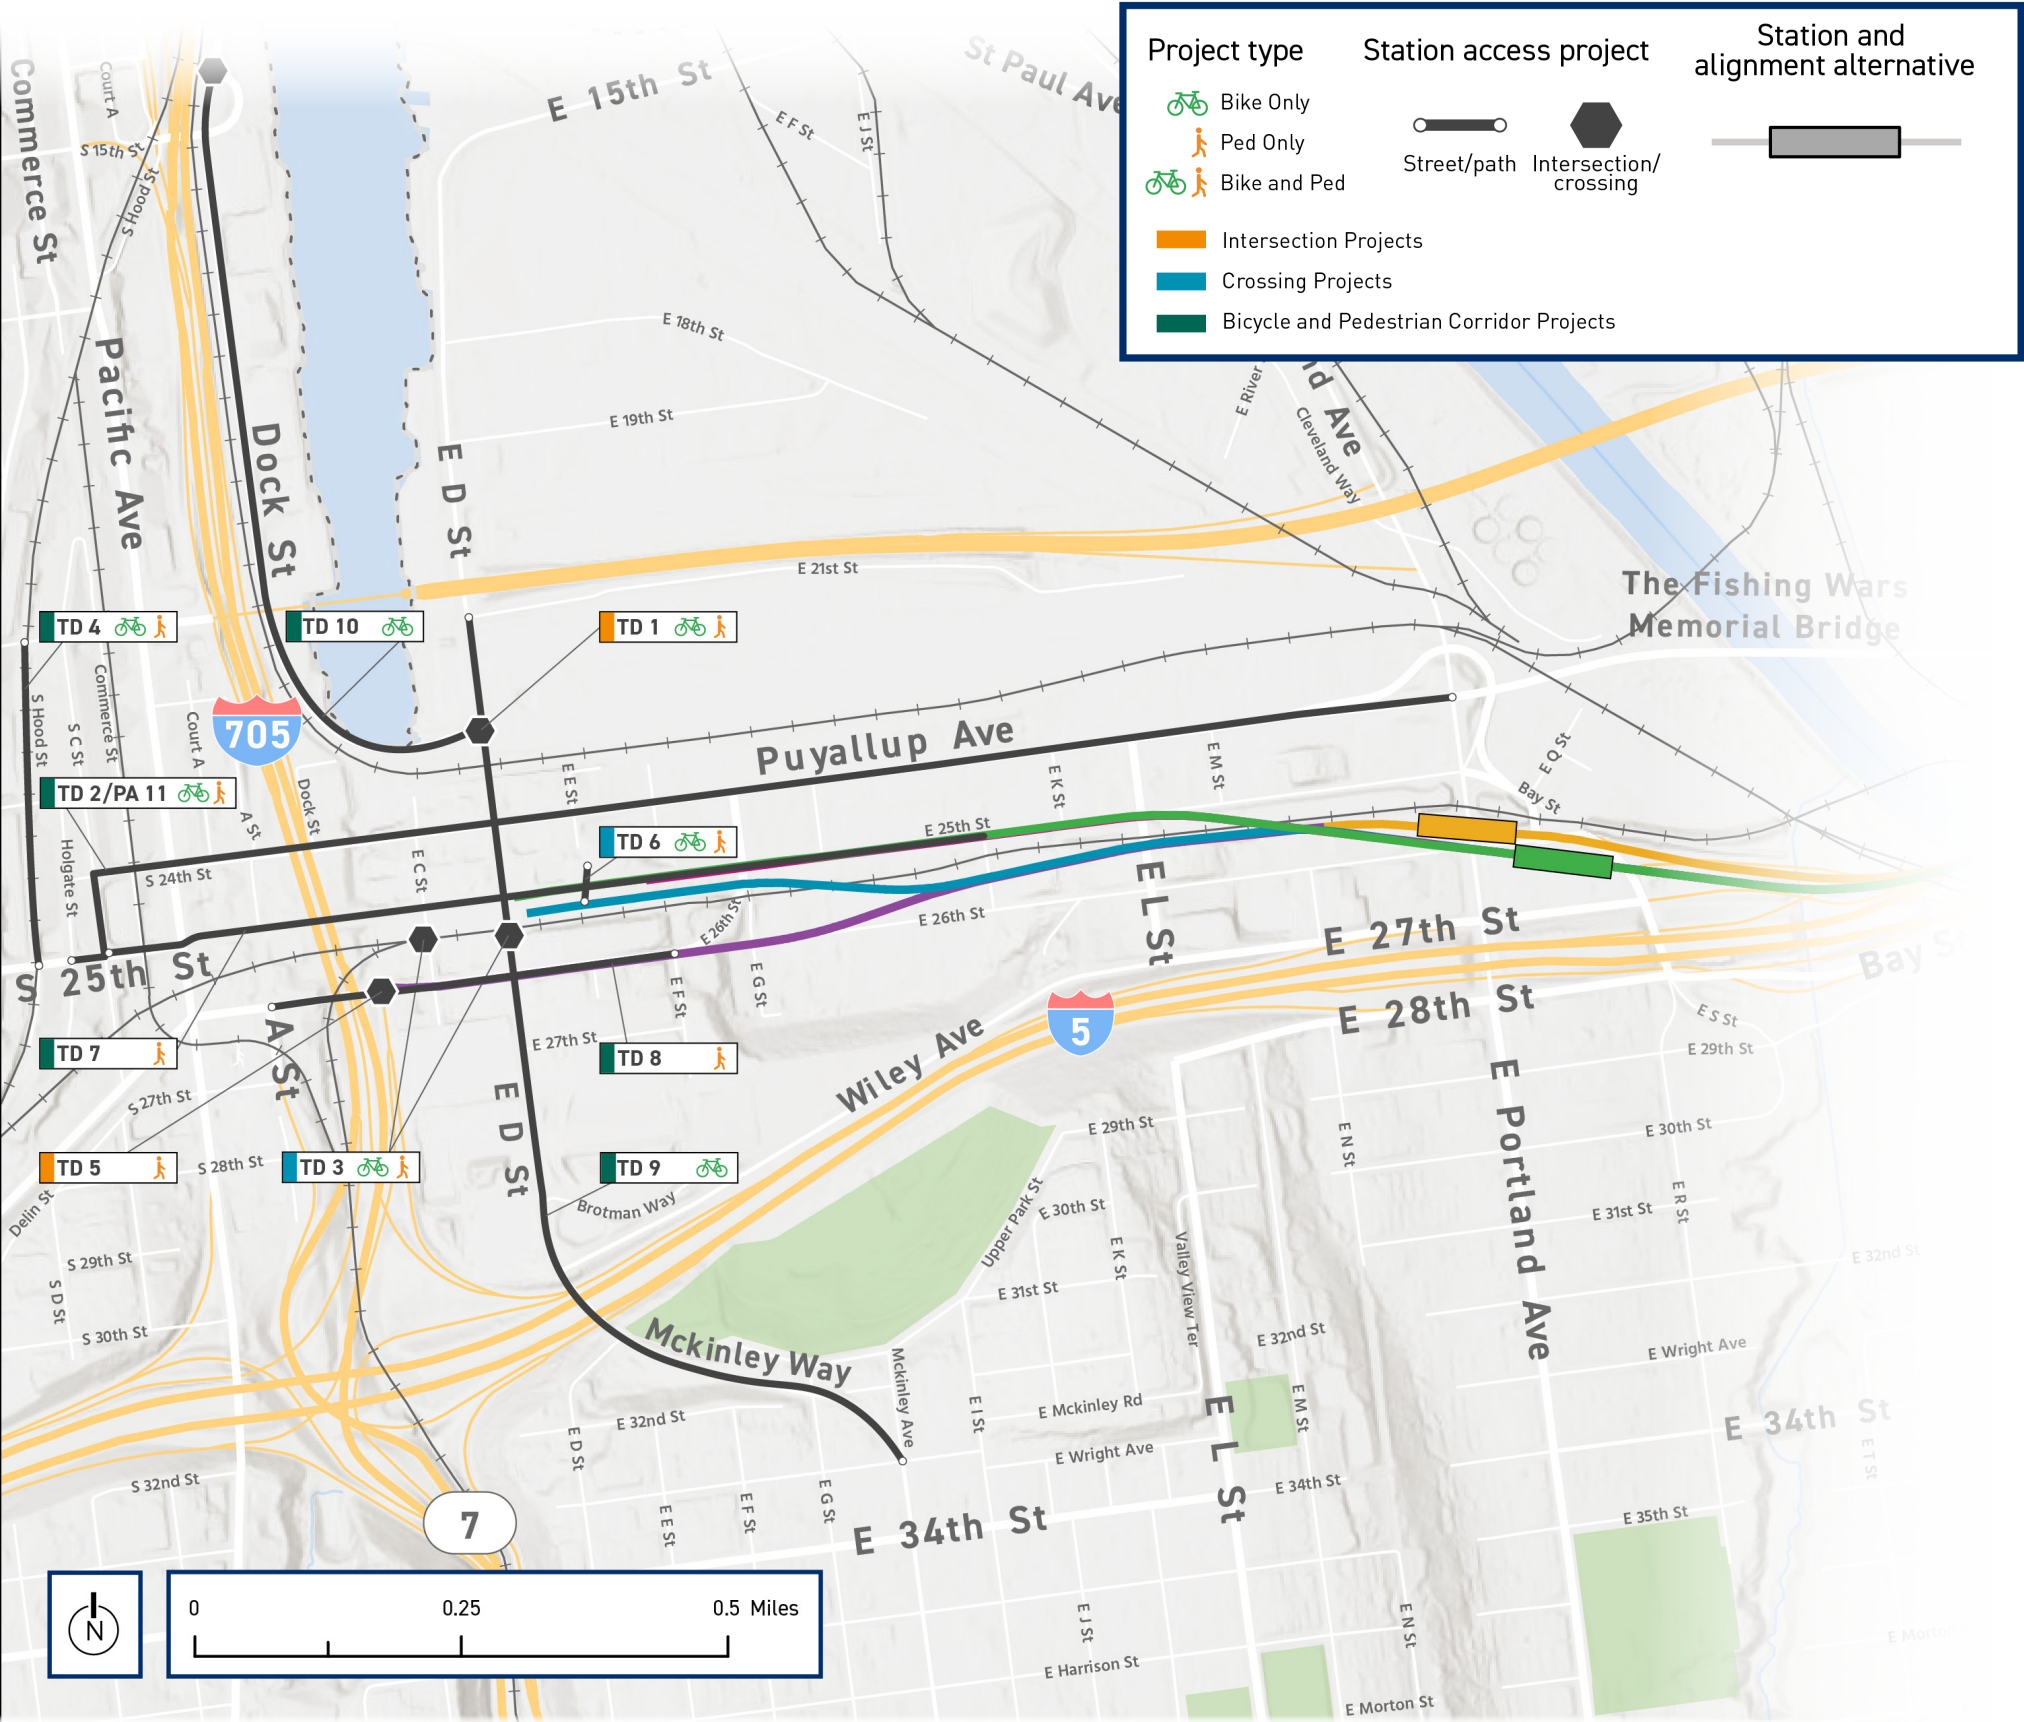 Project type
Bike Only
Ped Only
Bike and Ped
Intersection Projects
Crossing Projects
Bicycle and Pedestrian Corridor Projects
Station access project
Street/path
Intersection/
crossing
Station and
alignment alternative
Commerce St
Court A
S 15th St
S Hood St
E 15th St
St Paul Ave
E F St
E J St
Pacific Ave
E 18th St
E 19th St
E River
nd Ave
Cleveland Way
Dock St
E D St
E 21st St
The Fishing Wars
Memorial Bridge
TD 4
TD 10
TD 1
S Hood St
S C St
Commerce St
Court A
705
Puyallup Ave
E E St
E K St
E M St
E Q St
Bay St
TD 2/PA 11
A St
Dock St
TD 6
E 25th St
Holgate St
S 24th St
E C St
E 26th St
E 26th St
E L St
E 27th St
Bay S
S 25th St
E F St
E G St
E 28th St
E S St
A St
5
TD 7
E 27th St
TD 8
Wiley Ave
E 29th St
S 27th St
E D St
E Portland Ave
E 29th St
E N St
E 30th St
TD 5
S 28th St
TD 3
TD 9
Delin St
Brotman Way
Upper Park St
E 30th St
E R St
E 31st St
S 29th St
E K St
Valley View Ter
E 32nd St
S D St
E 31st St
S 30th St
Mckinley Way
E 32nd St
E Wright Ave
Mckinley Ave
E I St
E Mckinley Rd
E L St
E M St
E 34th St
E 32nd St
E D St
E Wright Ave
E T St
S 32nd St
E G St
E 34th St
E 35th St
7
E E St
E F St
E 34th St
0
0.25
0.5 Miles
N
E J St
E N St
E Harrison St
E Morton
E Morton St